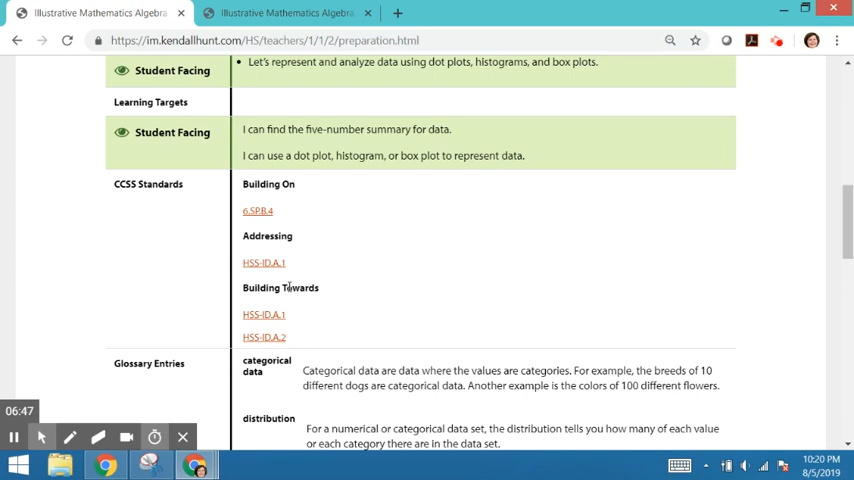 Illustrative Mathematics Algebra
Illustrative Mathematics Algebra
https://im.kendallhunt.com/HS/teachers/1/1/2/preparation.html
Student Facing
• Let's represent and analyze data using dot plots, histograms, and box plots.
Learning Targets
Student Facing
I can find the five-number summary for data.
I can use a dot plot, histogram, or box plot to represent data.
CCSS Standards
Building On
6.SP.B.4
Addressing
HSS-ID.A.1
Building Towards
HSS-ID.A.1
HSS-ID.A.2
Glossary Entries
categorical
data
Categorical data are data where the values are categories. For example, the breeds of 10
different dogs are categorical data. Another example is the colors of 100 different flowers.
distribution
For a numerical or categorical data set, the distribution tells you how many of each value
or each category there are in the data set.
06:47
10:20 PM
8/5/2019